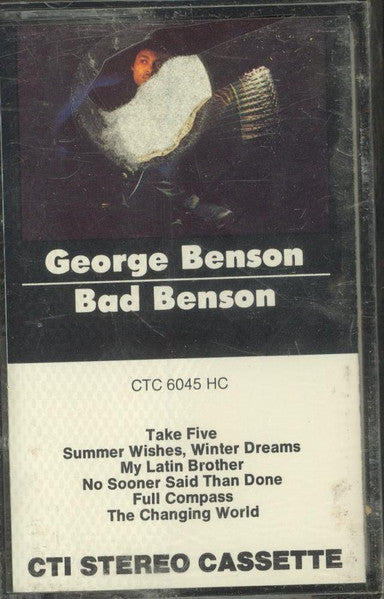 George Benson
Bad Benson
CTC 6045 HC
Take Five
Summer Wishes, Winter Dreams
My Latin Brother
No Sooner Said Than Done
Full Compass
The Changing World
CTI STEREO CASSETTE